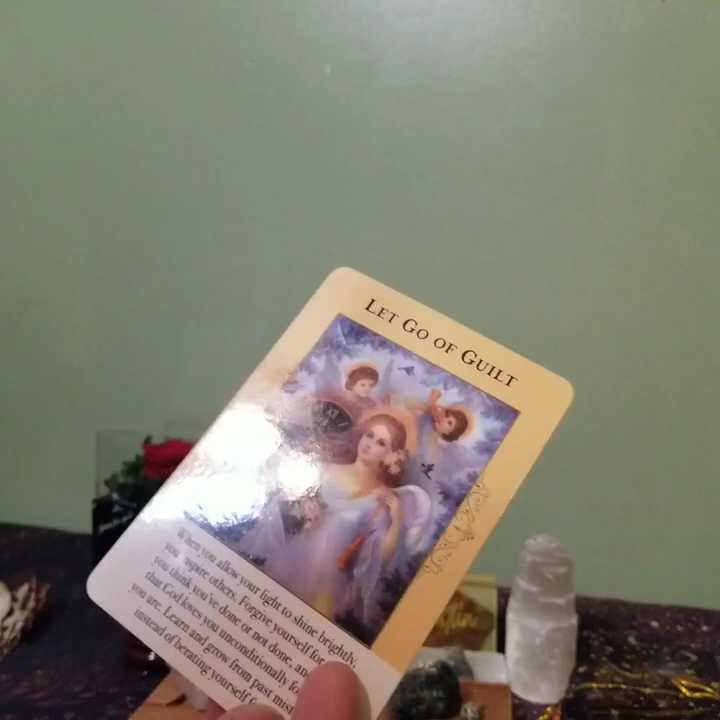 LET GO OF GUILT
When you allow your light to shine brightly,
you inspire others. Forgive yourself for
you think you've done or not done, and
that God loves you unconditionally for
you are. Learn and grow from past
instead of berating yourself